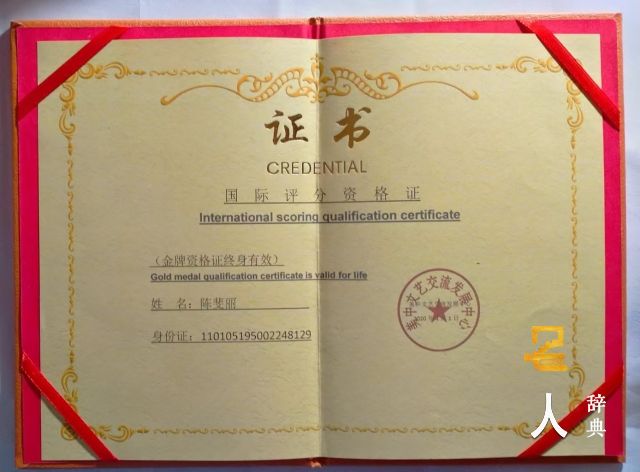 证书
CREDENTIAL
国际评分资格证
International scoring qualification certificate
（金牌资格证终身有效）
Gold medal qualification certificate is valid for life
姓 名：陈斐丽
身份证：110105195002248129
美中文艺交流发展中心
人
辞典